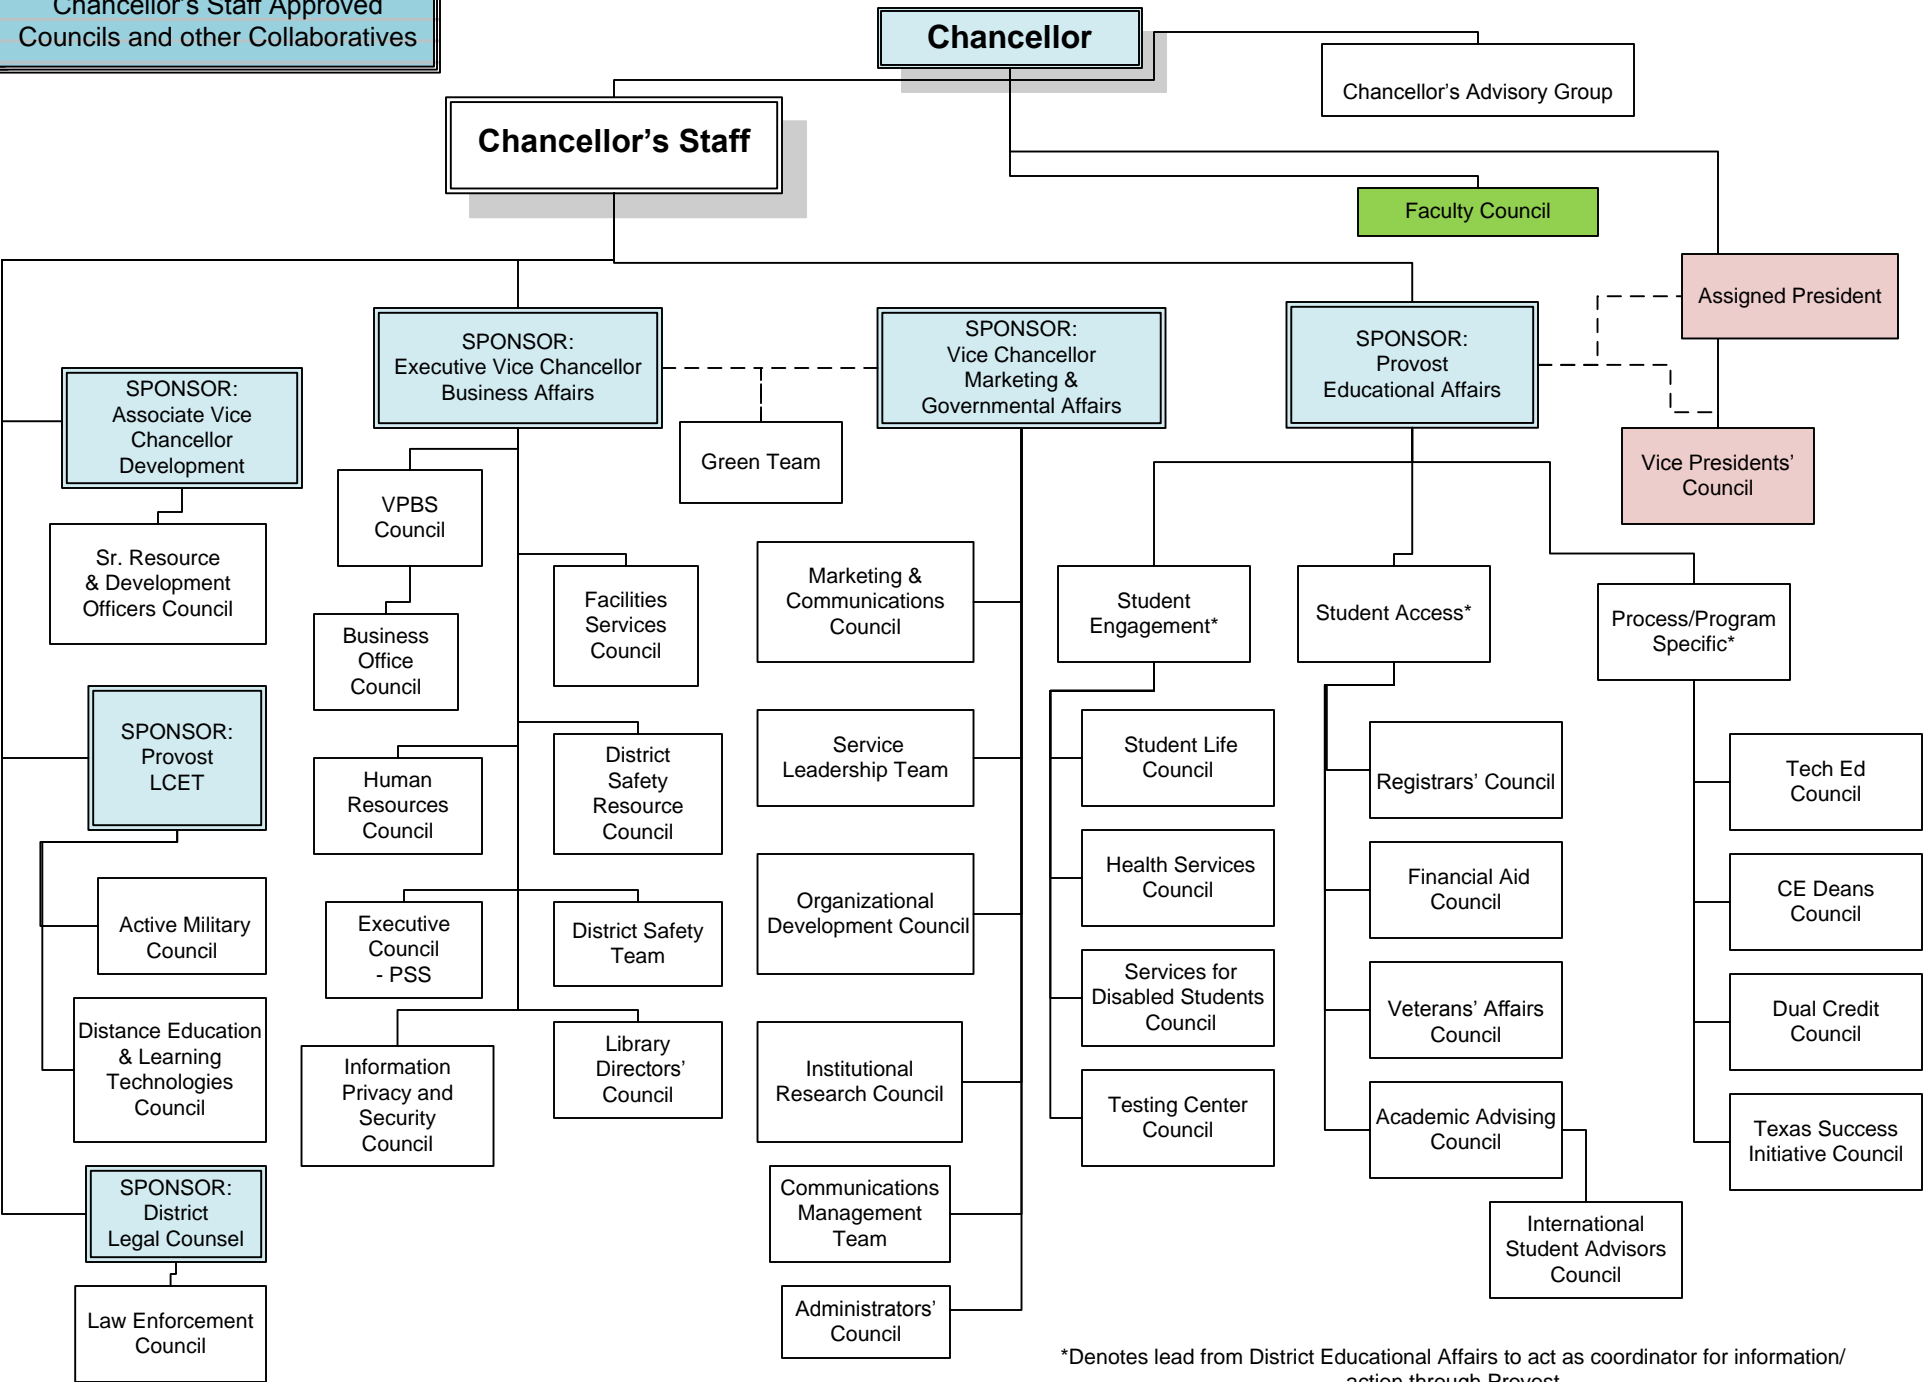 Chancellor's Staff Approved
Councils and other Collaboratives
Chancellor
Chancellor's Advisory Group
Chancellor's Staff
Faculty Council
Assigned President
Vice Presidents'
Council
SPONSOR:
Associate Vice
Chancellor
Development
SPONSOR:
Executive Vice Chancellor
Business Affairs
SPONSOR:
Vice Chancellor
Marketing &
Governmental Affairs
SPONSOR:
Provost
Educational Affairs
Green Team
Sr. Resource
& Development
Officers Council
SPONSOR:
Provost
LCET
Active Military
Council
Distance Education
& Learning
Technologies
Council
SPONSOR:
District
Legal Counsel
Law Enforcement
Council
VPBS
Council
Business
Office
Council
Facilities
Services
Council
Human
Resources
Council
District
Safety
Resource
Council
Executive
Council
- PSS
District Safety
Team
Information
Privacy and
Security
Council
Library
Directors'
Council
Marketing &
Communications
Council
Service
Leadership Team
Organizational
Development Council
Institutional
Research Council
Communications
Management
Team
Administrators'
Council
Student
Engagement*
Student Life
Council
Health Services
Council
Services for
Disabled Students
Council
Testing Center
Council
Student Access*
Registrars' Council
Financial Aid
Council
Veterans' Affairs
Council
Academic Advising
Council
International
Student Advisors
Council
Process/Program
Specific*
Tech Ed
Council
CE Deans
Council
Dual Credit
Council
Texas Success
Initiative Council
*Denotes lead from District Educational Affairs to act as coordinator for information/
action through Provost